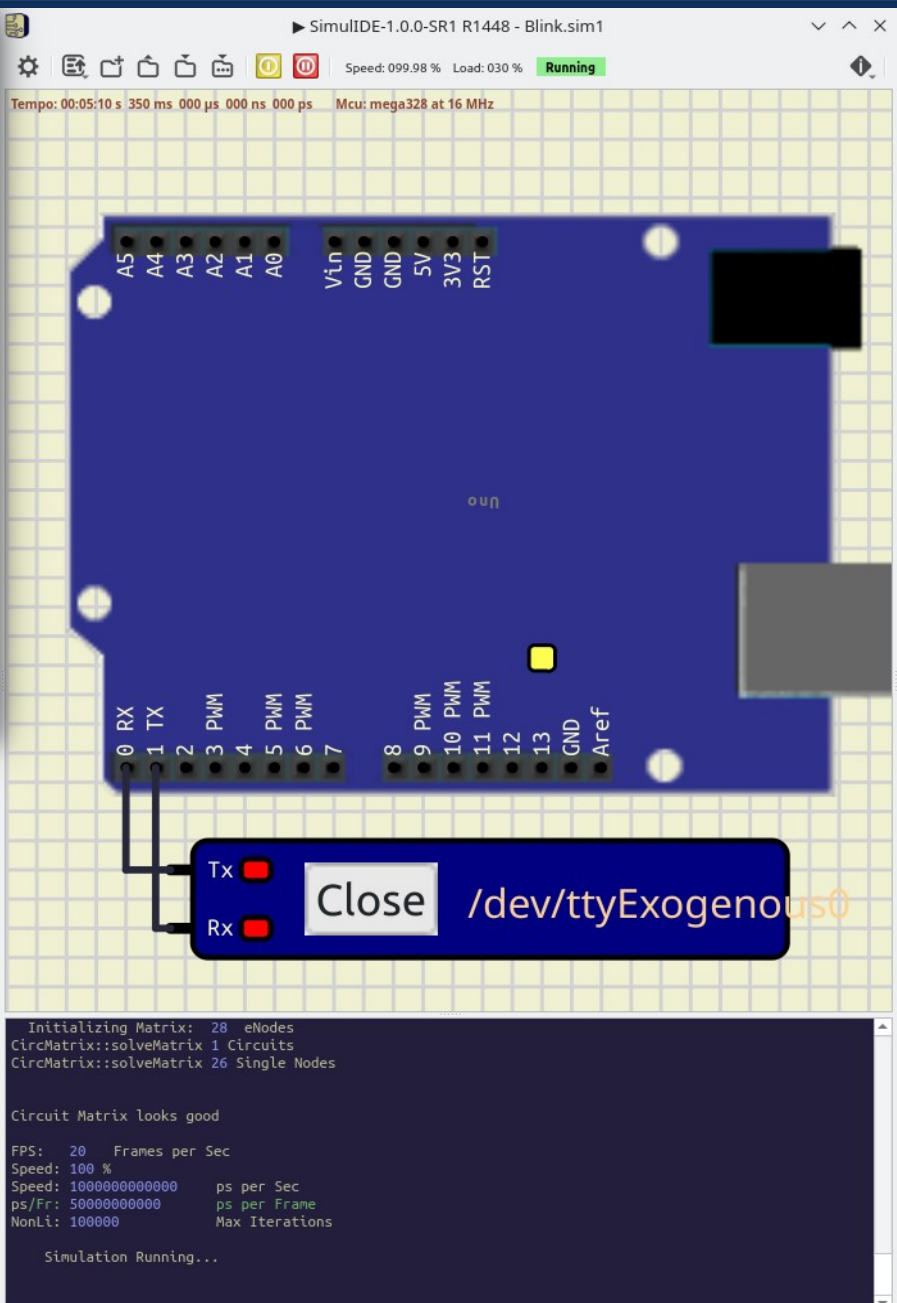 ▶ SimulIDE-1.0.0-SR1 R1448 - Blink.sim1
Speed: 099.98 % Load: 030 % Running
Tempo: 00:05:10 s 350 ms 000 µs 000 ns 000 ps Mcu: mega328 at 16 MHz
A5 A4 A3 A2 A1 A0 Vin GND GND 5V 3V3 RST
Uno
0 RX 1 TX 2 3 PWM 4 5 PWM 6 PWM 7 8 9 PWM 10 PWM 11 PWM 12 13 GND Aref
Tx
Close /dev/ttyExogenous0
Rx
Initializing Matrix: 28 eNodes
CircMatrix::solveMatrix 1 Circuits
CircMatrix::solveMatrix 26 Single Nodes
Circuit Matrix looks good
FPS: 20 Frames per Sec
Speed: 100 %
Speed: 1000000000000 ps per Sec
ps/Fr: 50000000000 ps per Frame
NonLi: 100000 Max Iterations
Simulation Running...